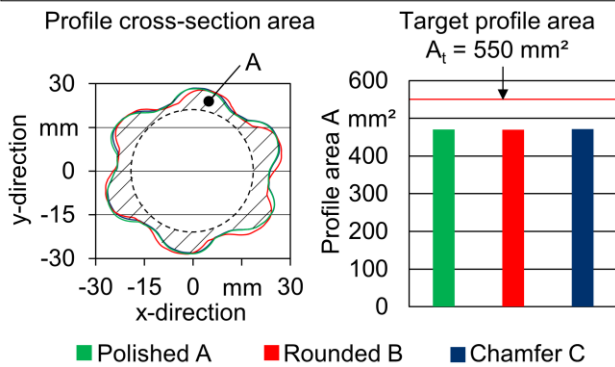 Profile cross-section area
A
30
mm
0
-15
-30
-30 -15 0 mm 30
y-direction
x-direction
Target profile area
Aₜ = 550 mm²
600
mm²
400
300
200
100
0
Profile area A
Polished A Rounded B Chamfer C